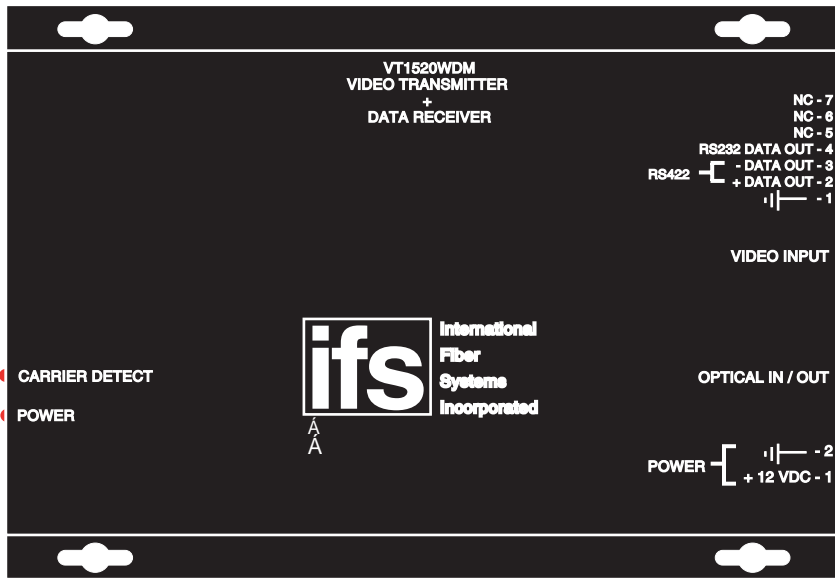 VT1520WDM
VIDEO TRANSMITTER
+
DATA RECEIVER
NC - 7
NC - 6
NC - 5
RS232 DATA OUT - 4
RS422
- DATA OUT - 3
+ DATA OUT - 2
- 1
VIDEO INPUT
ifs
International
Fiber
Systems
Incorporated
Á
Á
CARRIER DETECT
POWER
OPTICAL IN / OUT
POWER
- 2
+ 12 VDC - 1